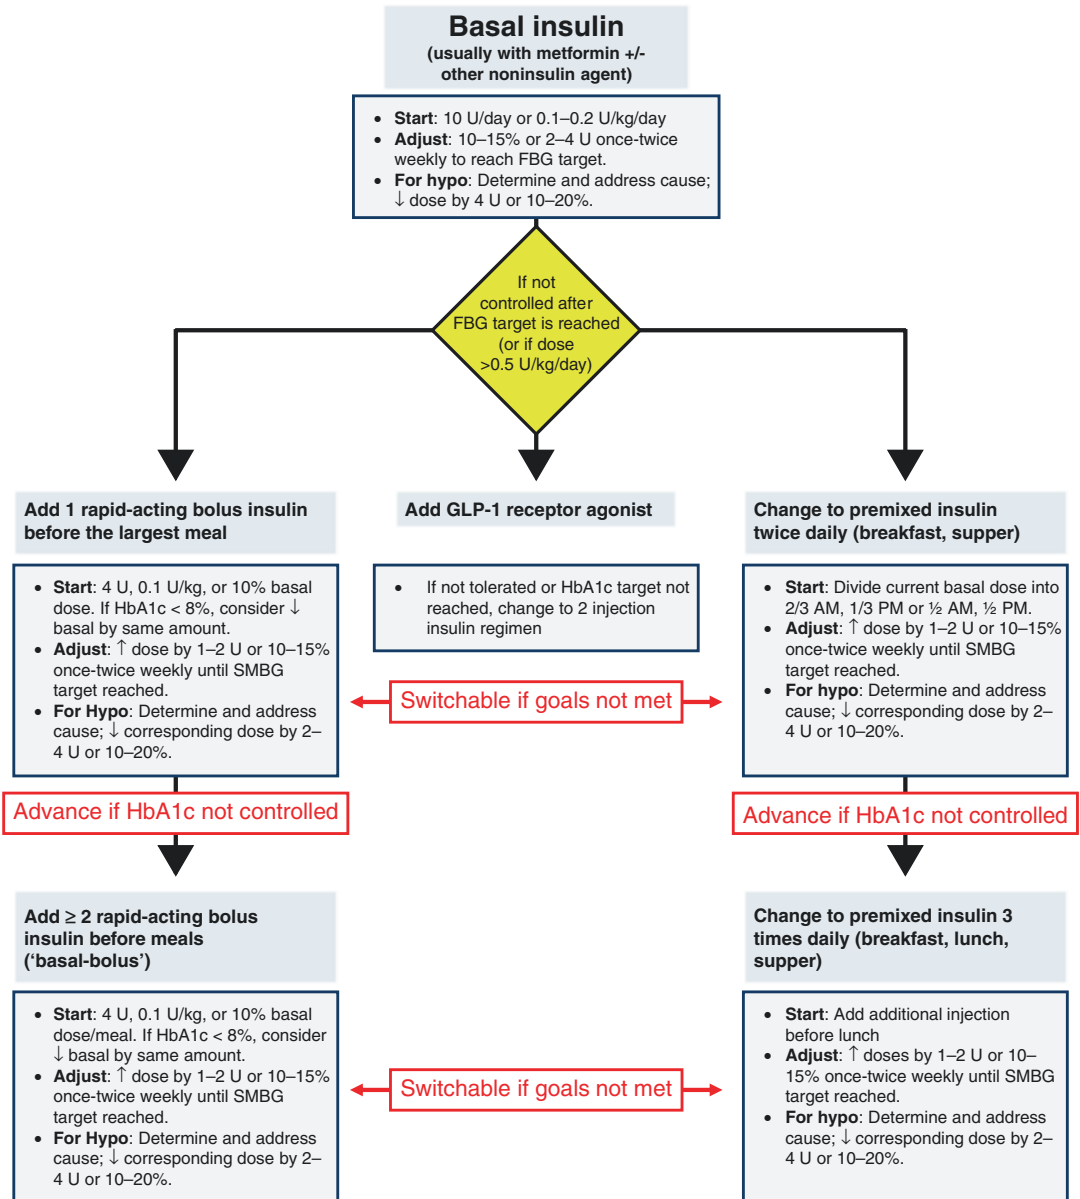 Basal insulin
(usually with metformin +/-
other noninsulin agent)
• Start: 10 U/day or 0.1–0.2 U/kg/day
• Adjust: 10–15% or 2–4 U once-twice
weekly to reach FBG target.
• For hypo: Determine and address cause;
↓ dose by 4 U or 10–20%.
If not
controlled after
FBG target is reached
(or if dose
>0.5 U/kg/day)
Add 1 rapid-acting bolus insulin
before the largest meal
• Start: 4 U, 0.1 U/kg, or 10% basal
dose. If HbA1c < 8%, consider ↓
basal by same amount.
• Adjust: ↑ dose by 1–2 U or 10–15%
once-twice weekly until SMBG
target reached.
• For Hypo: Determine and address
cause; ↓ corresponding dose by 2–
4 U or 10–20%.
Add GLP-1 receptor agonist
• If not tolerated or HbA1c target not
reached, change to 2 injection
insulin regimen
Change to premixed insulin
twice daily (breakfast, supper)
• Start: Divide current basal dose into
2/3 AM, 1/3 PM or ½ AM, ½ PM.
• Adjust: ↑ dose by 1–2 U or 10–15%
once-twice weekly until SMBG
target reached.
• For hypo: Determine and address
cause; ↓ corresponding dose by 2–
4 U or 10–20%.
Switchable if goals not met
Advance if HbA1c not controlled
Advance if HbA1c not controlled
Add ≥ 2 rapid-acting bolus
insulin before meals
(‘basal-bolus’)
• Start: 4 U, 0.1 U/kg, or 10% basal
dose/meal. If HbA1c < 8%, consider
↓ basal by same amount.
• Adjust: ↑ dose by 1–2 U or 10–15%
once-twice weekly until SMBG
target reached.
• For Hypo: Determine and address
cause; ↓ corresponding dose by 2–
4 U or 10–20%.
Switchable if goals not met
Change to premixed insulin 3
times daily (breakfast, lunch,
supper)
• Start: Add additional injection
before lunch
• Adjust: ↑ doses by 1–2 U or 10–
15% once-twice weekly until SMBG
target reached.
• For hypo: Determine and address
cause; ↓ corresponding dose by 2–
4 U or 10–20%.